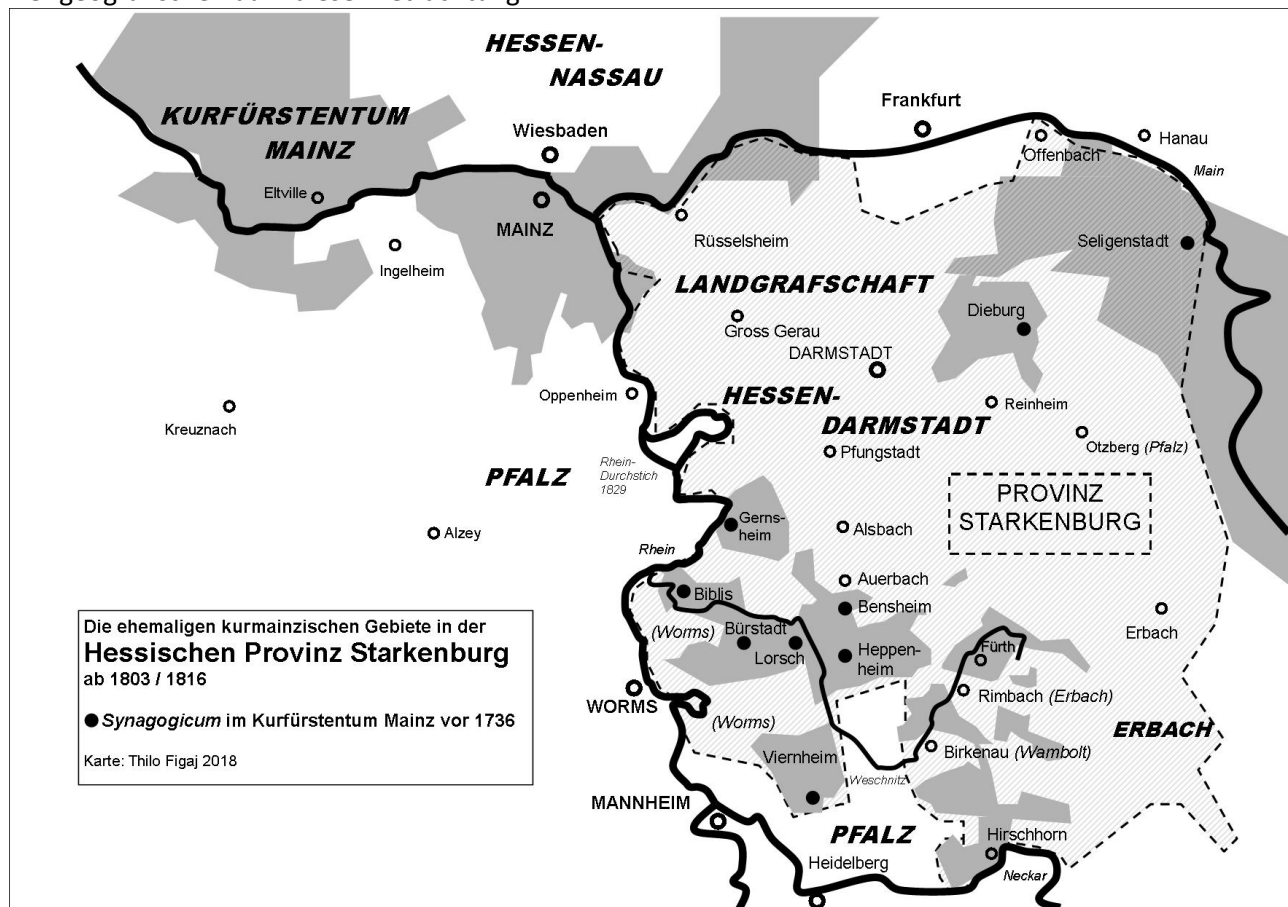 HESSEN-
NASSAU
KURFÜRSTENTUM
MAINZ
Wiesbaden
Frankfurt
Offenbach
Hanau
Main
Eltville
MAINZ
Ingelheim
Rüsselsheim
Seligenstadt
LANDGRAFSCHAFT
Gross Gerau
Dieburg
DARMSTADT
Oppenheim
HESSEN-
DARMSTADT
Reinheim
Kreuznach
Pfungstadt
Otzberg (Pfalz)
Rhein-
Durchstich
1829
PFALZ
PROVINZ
STARKENBURG
Alzey
Gerns-
heim
Alsbach
Rhein
Auerbach
Biblis
Bensheim
(Worms)
Bürstadt
Lorsch
Heppen-
heim
Fürth
Erbach
Rimbach (Erbach)
WORMS
(Worms)
ERBACH
Birkenau (Wambolt)
Viernheim
Weschnitz
MANNHEIM
PFALZ
Hirschhorn
Heidelberg
Neckar
Die ehemaligen kurmainzischen Gebiete in der
Hessischen Provinz Starkenburg
ab 1803 / 1816
Synagogicum im Kurfürstentum Mainz vor 1736
Karte: Thilo Figaj 2018